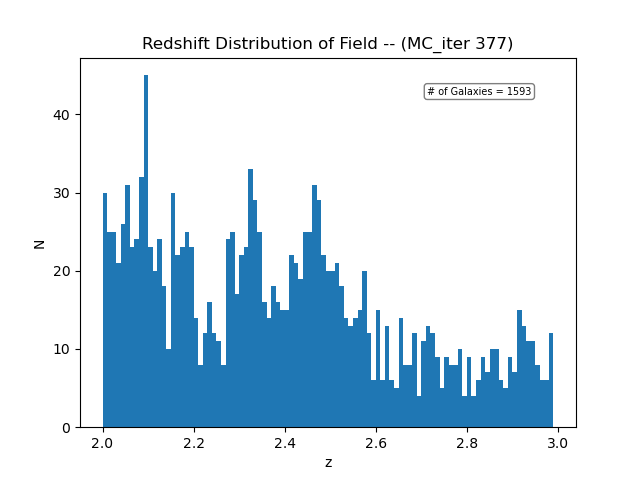 Redshift Distribution of Field -- (MC_iter 377)
# of Galaxies = 1593
N
40
30
20
10
0
2.0 2.2 2.4 2.6 2.8 3.0
z